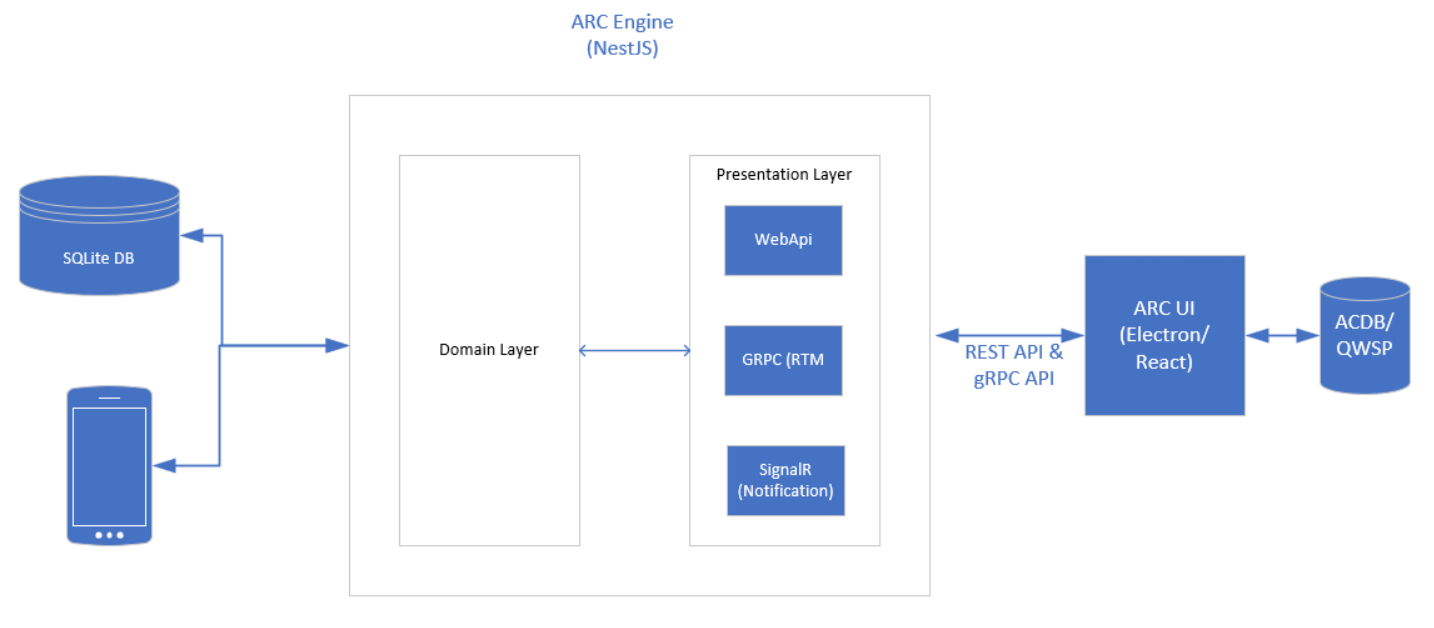 ARC Engine
(NestJS)
Presentation Layer
WebApi
SQLite DB
Domain Layer
GRPC (RTM
SignalR
(Notification)
REST API &
gRPC API
ARC UI
(Electron/
React)
ACDB/
QWSP